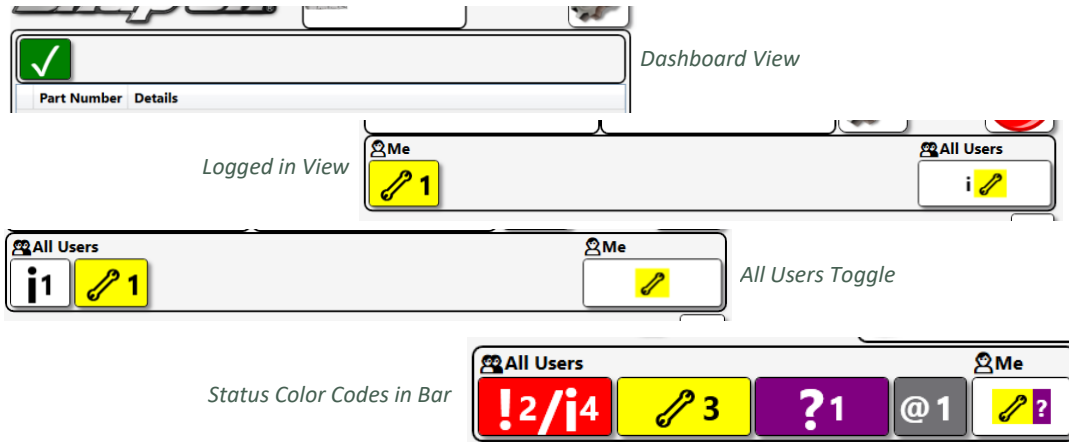 Dashboard View
Part Number Details
Me All Users
Logged in View
1 i
All Users Me
i1 1
All Users Toggle
All Users Me
Status Color Codes in Bar
!2/i4 3 ?1 @1 ?